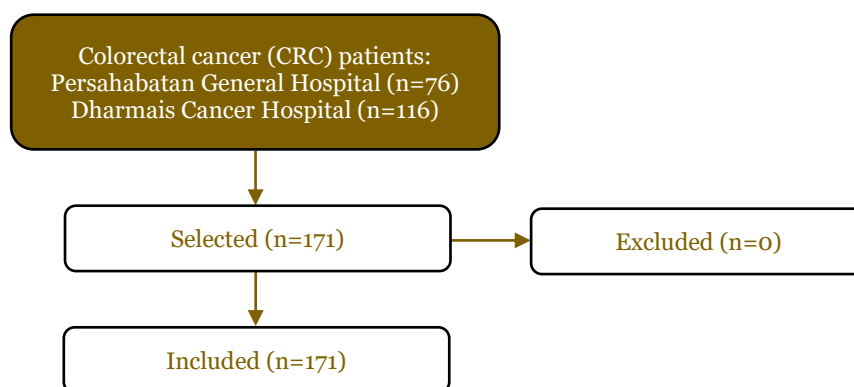 Colorectal cancer (CRC) patients:
Persahabatan General Hospital (n=76)
Dharmais Cancer Hospital (n=116)
Selected (n=171)
Excluded (n=0)
Included (n=171)